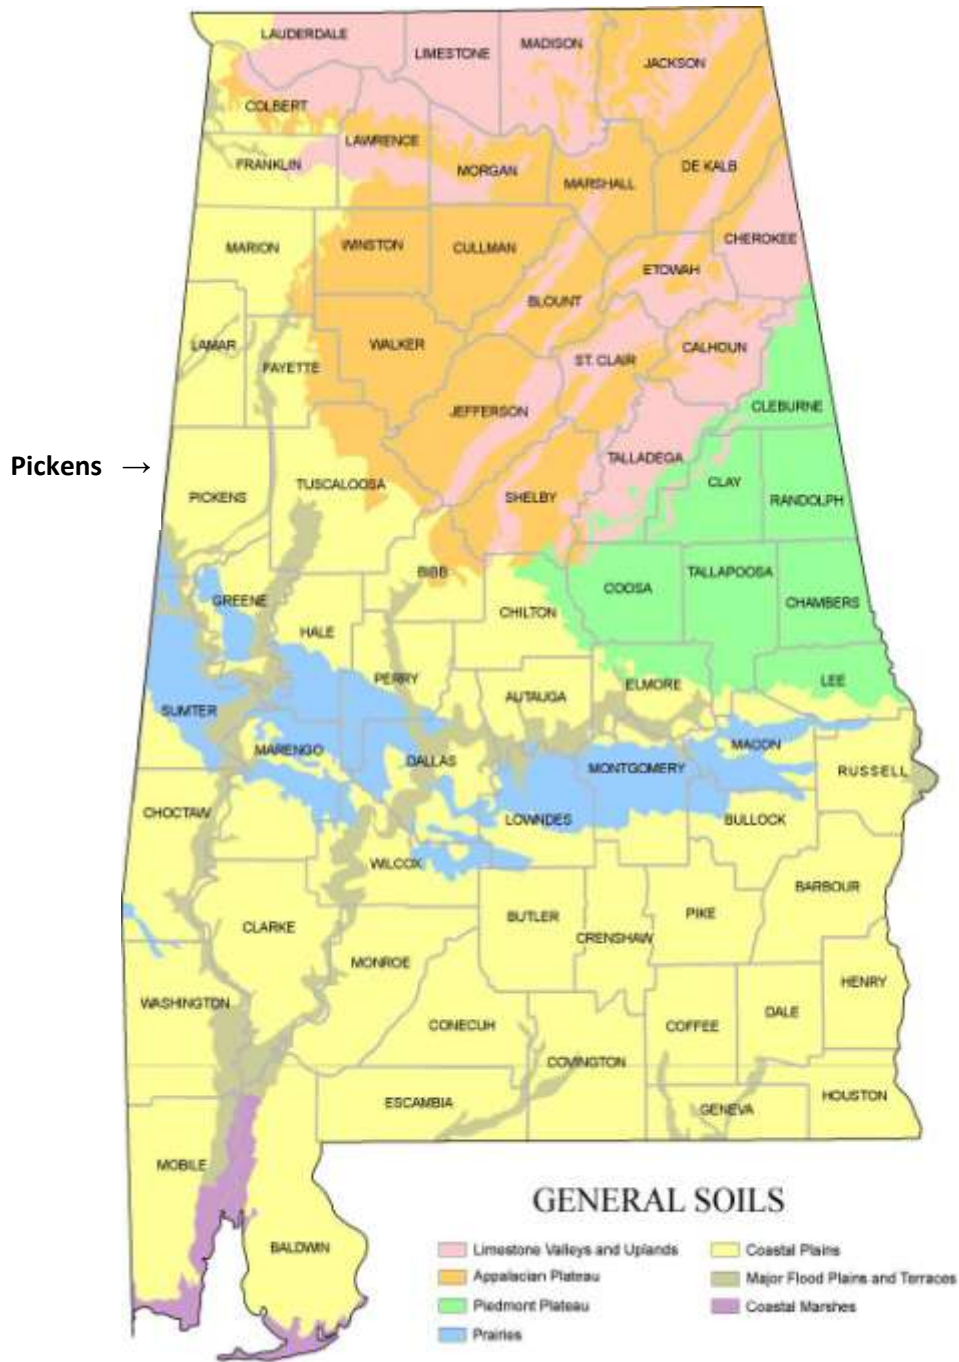 LAUDERDALE
LIMESTONE
MADISON
JACKSON
COLBERT
LAWRENCE
FRANKLIN
MORGAN
MARSHALL
DE KALB
MARION
WINSTON
CULLMAN
CHEROKEE
ETOWAH
BLOUNT
LAMAR
FAYETTE
WALKER
ST. CLAIR
CALHOUN
JEFFERSON
CLEBURNE
Pickens →
PICKENS
TUSCALOOSA
SHELBY
TALLADEGA
CLAY
RANDOLPH
GREENE
BIBB
HALE
CHILTON
COOSA
TALLAPOOSA
CHAMBERS
PERRY
AUTAUGA
ELMORE
LEE
SUMTER
MARENGO
DALLAS
MONTGOMERY
MACON
RUSSELL
CHOCTAW
LOWNDES
BULLOCK
WILCOX
CLARKE
BUTLER
CRENSHAW
PIKE
BARBOUR
MONROE
WASHINGTON
CONECUH
COVINGTON
COFFEE
DALE
HENRY
ESCAMBIA
GENEVA
HOUSTON
MOBILE
BALDWIN
GENERAL SOILS
Limestone Valleys and Uplands
Appalacian Plateau
Piedmont Plateau
Prairies
Coastal Plains
Major Flood Plains and Terraces
Coastal Marshes